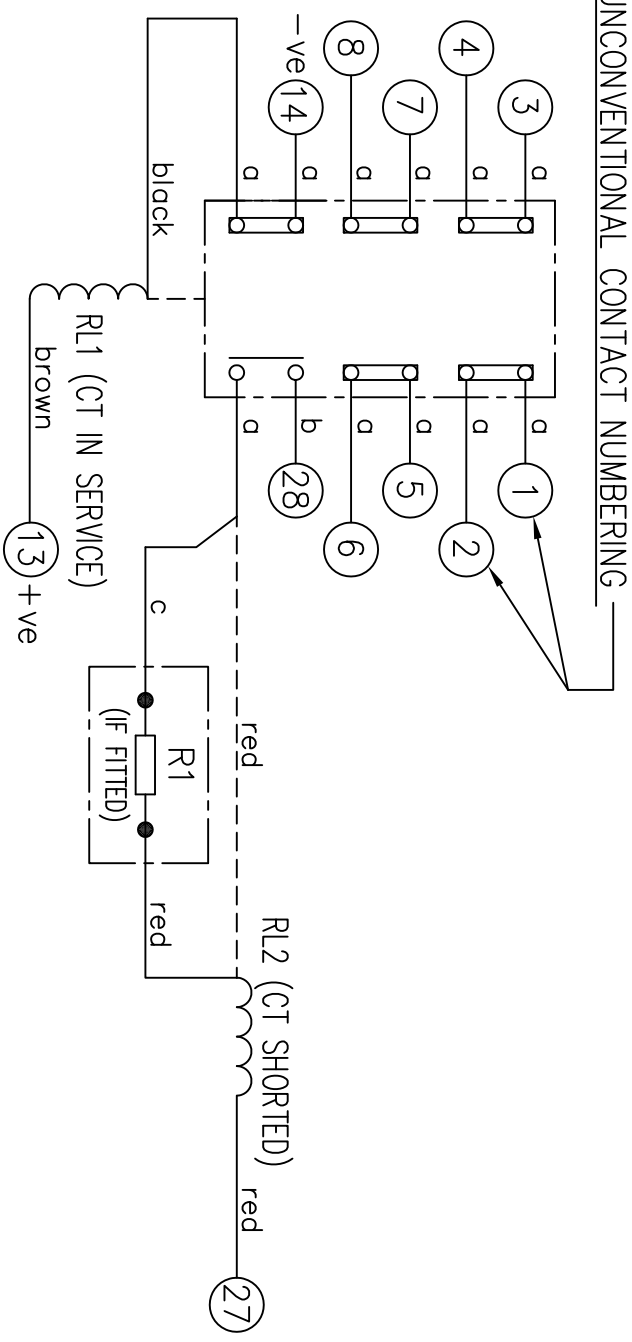 UNCONVENTIONAL CONTACT NUMBERING
3
a
a
1
4
a
a
2
7
a
a
5
8
a
a
6
-ve 14
a
b
28
a
a
black
RL1 (CT IN SERVICE)
brown
13 +ve
c
red
R1
(IF FITTED)
red
RL2 (CT SHORTED)
red
27